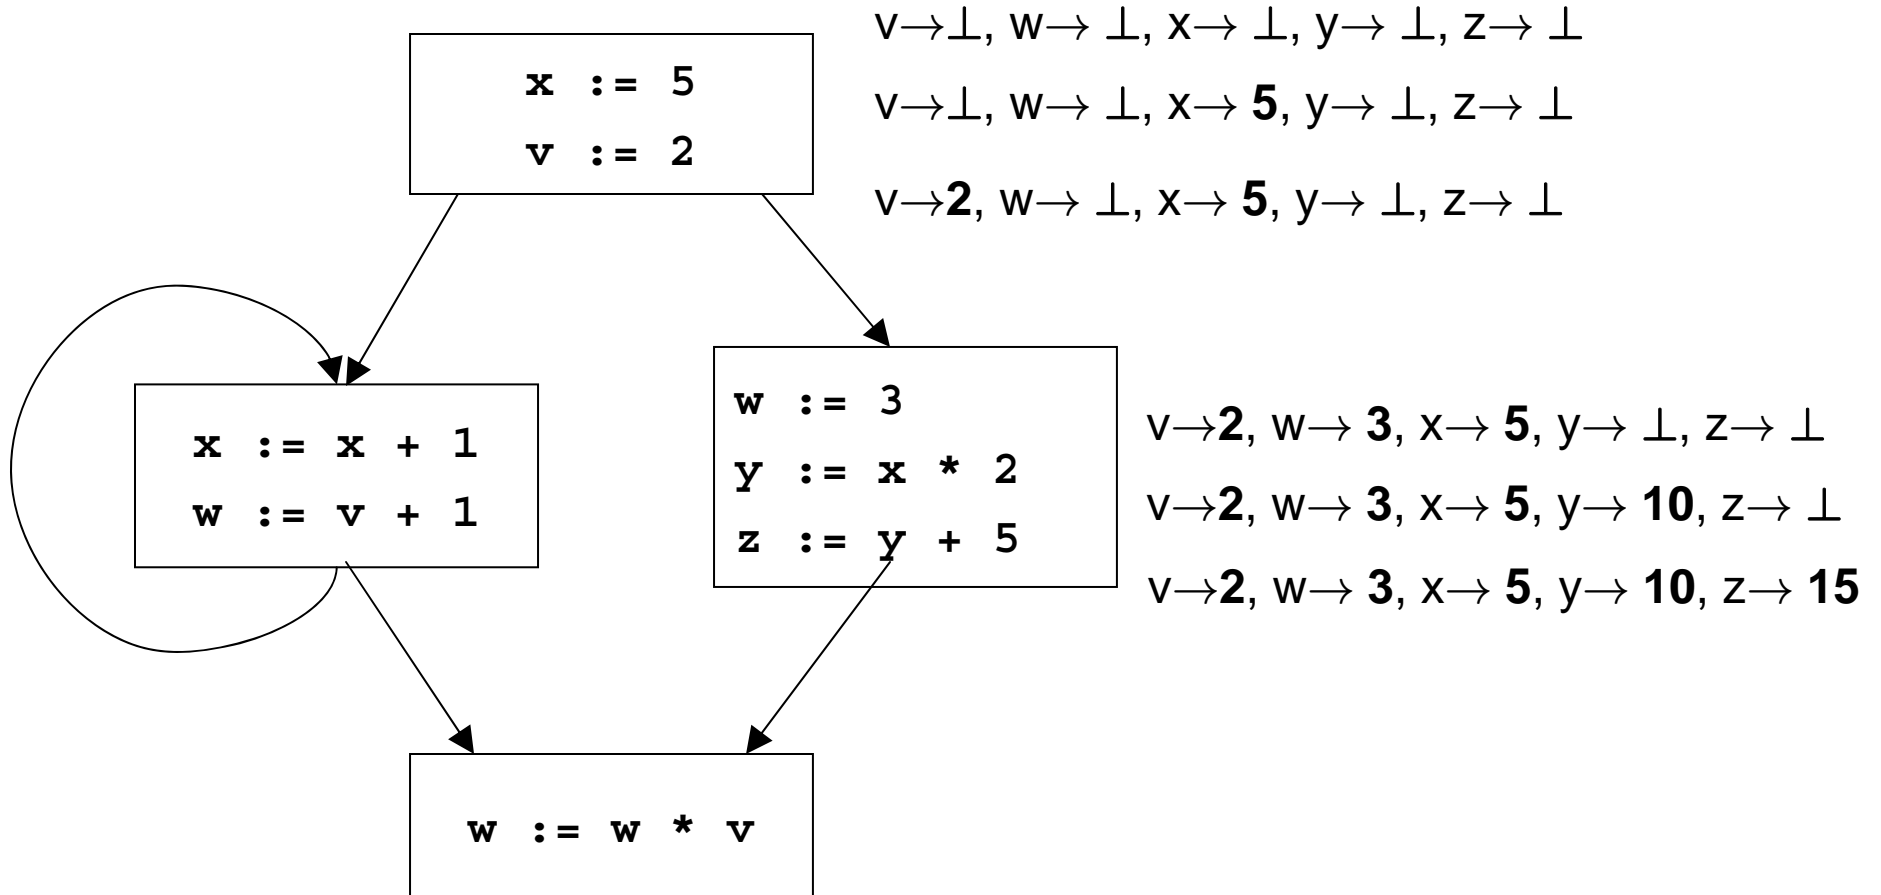 v→⊥, w→ ⊥, x→ ⊥, y→ ⊥, z→ ⊥
x := 5
v→⊥, w→ ⊥, x→ 5, y→ ⊥, z→ ⊥
v := 2
v→2, w→ ⊥, x→ 5, y→ ⊥, z→ ⊥
x := x + 1
w := v + 1
w := 3
y := x * 2
z := y + 5
v→2, w→ 3, x→ 5, y→ ⊥, z→ ⊥
v→2, w→ 3, x→ 5, y→ 10, z→ ⊥
v→2, w→ 3, x→ 5, y→ 10, z→ 15
w := w * v